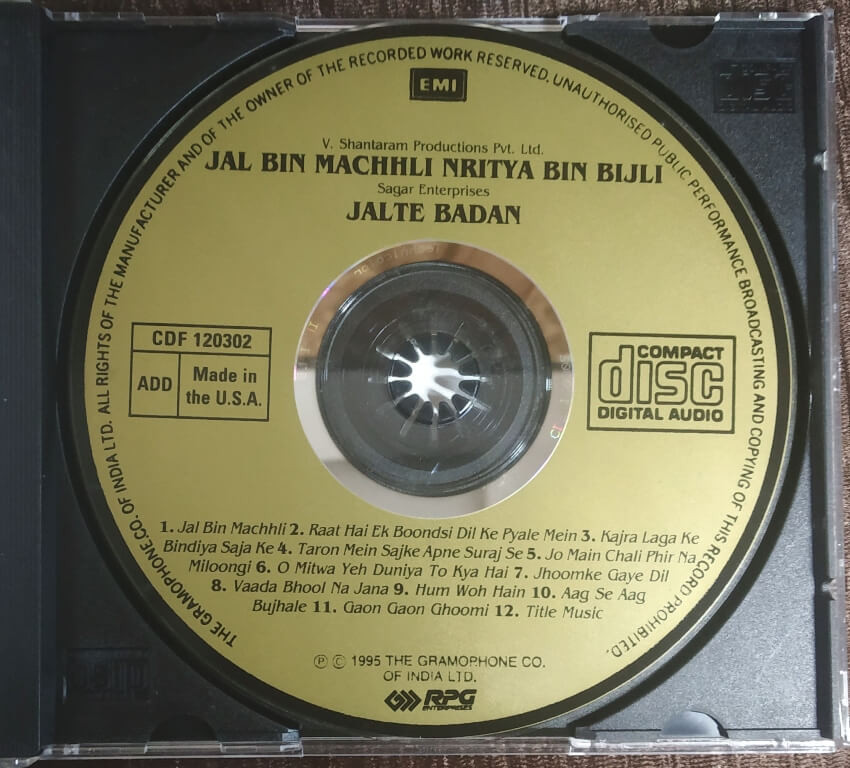 THE GRAMOPHONE.CO. OF INDIA LTD. ALL RIGHTS OF THE MANUFACTURER AND OF THE OWNER OF THE RECORDED WORK RESERVED. UNAUTHORISED PUBLIC PERFORMANCE BROADCASTING AND COPYING OF THIS RECORD PROHIBITED.
EMI
V. Shantaram Productions Pvt. Ltd.
JAL BIN MACHHLI NRITYA BIN BIJLI
Sagar Enterprises
JALTE BADAN
CDF 120302
ADD
Made in
the U.S.A.
COMPACT
disc
DIGITAL AUDIO
1. Jal Bin Machhli 2. Raat Hai Ek Boondsi Dil Ke Pyale Mein 3. Kajra Laga Ke
Bindiya Saja Ke 4. Taron Mein Sajke Apne Suraj Se 5. Jo Main Chali Phir Na
Miloongi 6. O Mitwa Yeh Duniya To Kya Hai 7. Jhoomke Gaye Dil
8. Vaada Bhool Na Jana 9. Hum Woh Hain 10. Aag Se Aag
Bujhale 11. Gaon Gaon Ghoomi 12. Title Music
℗ © 1995 THE GRAMOPHONE CO.
OF INDIA LTD.
RPG
ENTERPRISES